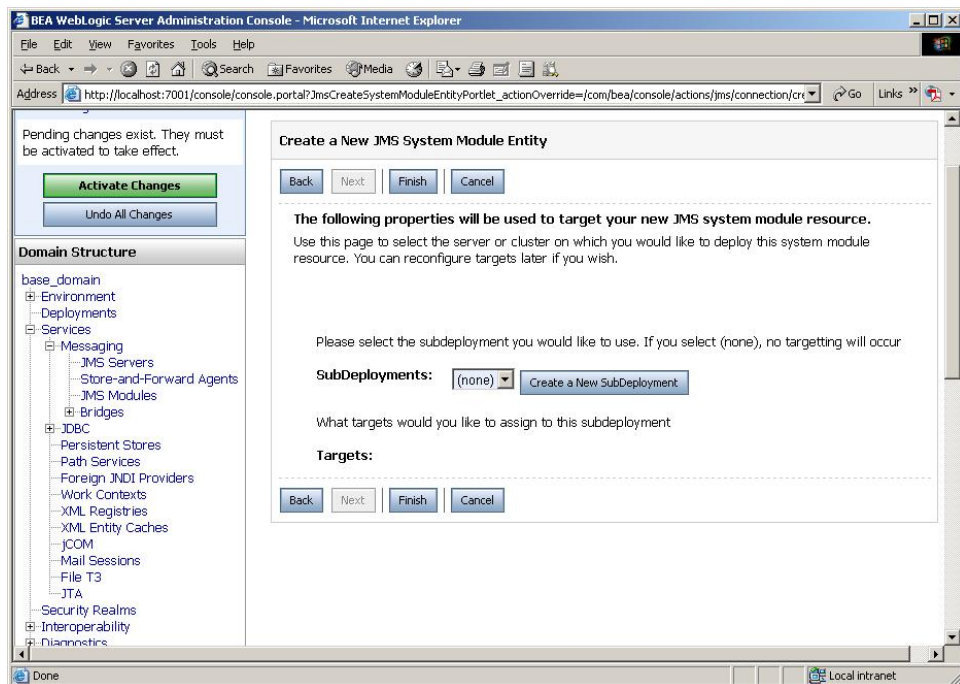 BEA WebLogic Server Administration Console - Microsoft Internet Explorer
File Edit View Favorites Tools Help
Back Search Favorites Media
Address http://localhost:7001/console/console.portal?JmsCreateSystemModuleEntityPortlet_actionOverride=/com/bea/console/actions/jms/connection/cre Go Links »
Pending changes exist. They must
be activated to take effect.
Activate Changes
Undo All Changes
Domain Structure
base_domain
Environment
Deployments
Services
Messaging
JMS Servers
Store-and-Forward Agents
JMS Modules
Bridges
JDBC
Persistent Stores
Path Services
Foreign JNDI Providers
Work Contexts
XML Registries
XML Entity Caches
jCOM
Mail Sessions
File T3
JTA
Security Realms
Interoperability
Diagnostics
Create a New JMS System Module Entity
Back Next Finish Cancel
The following properties will be used to target your new JMS system module resource.
Use this page to select the server or cluster on which you would like to deploy this system module
resource. You can reconfigure targets later if you wish.
Please select the subdeployment you would like to use. If you select (none), no targetting will occur
SubDeployments: (none) Create a New SubDeployment
What targets would you like to assign to this subdeployment
Targets:
Back Next Finish Cancel
Done Local intranet